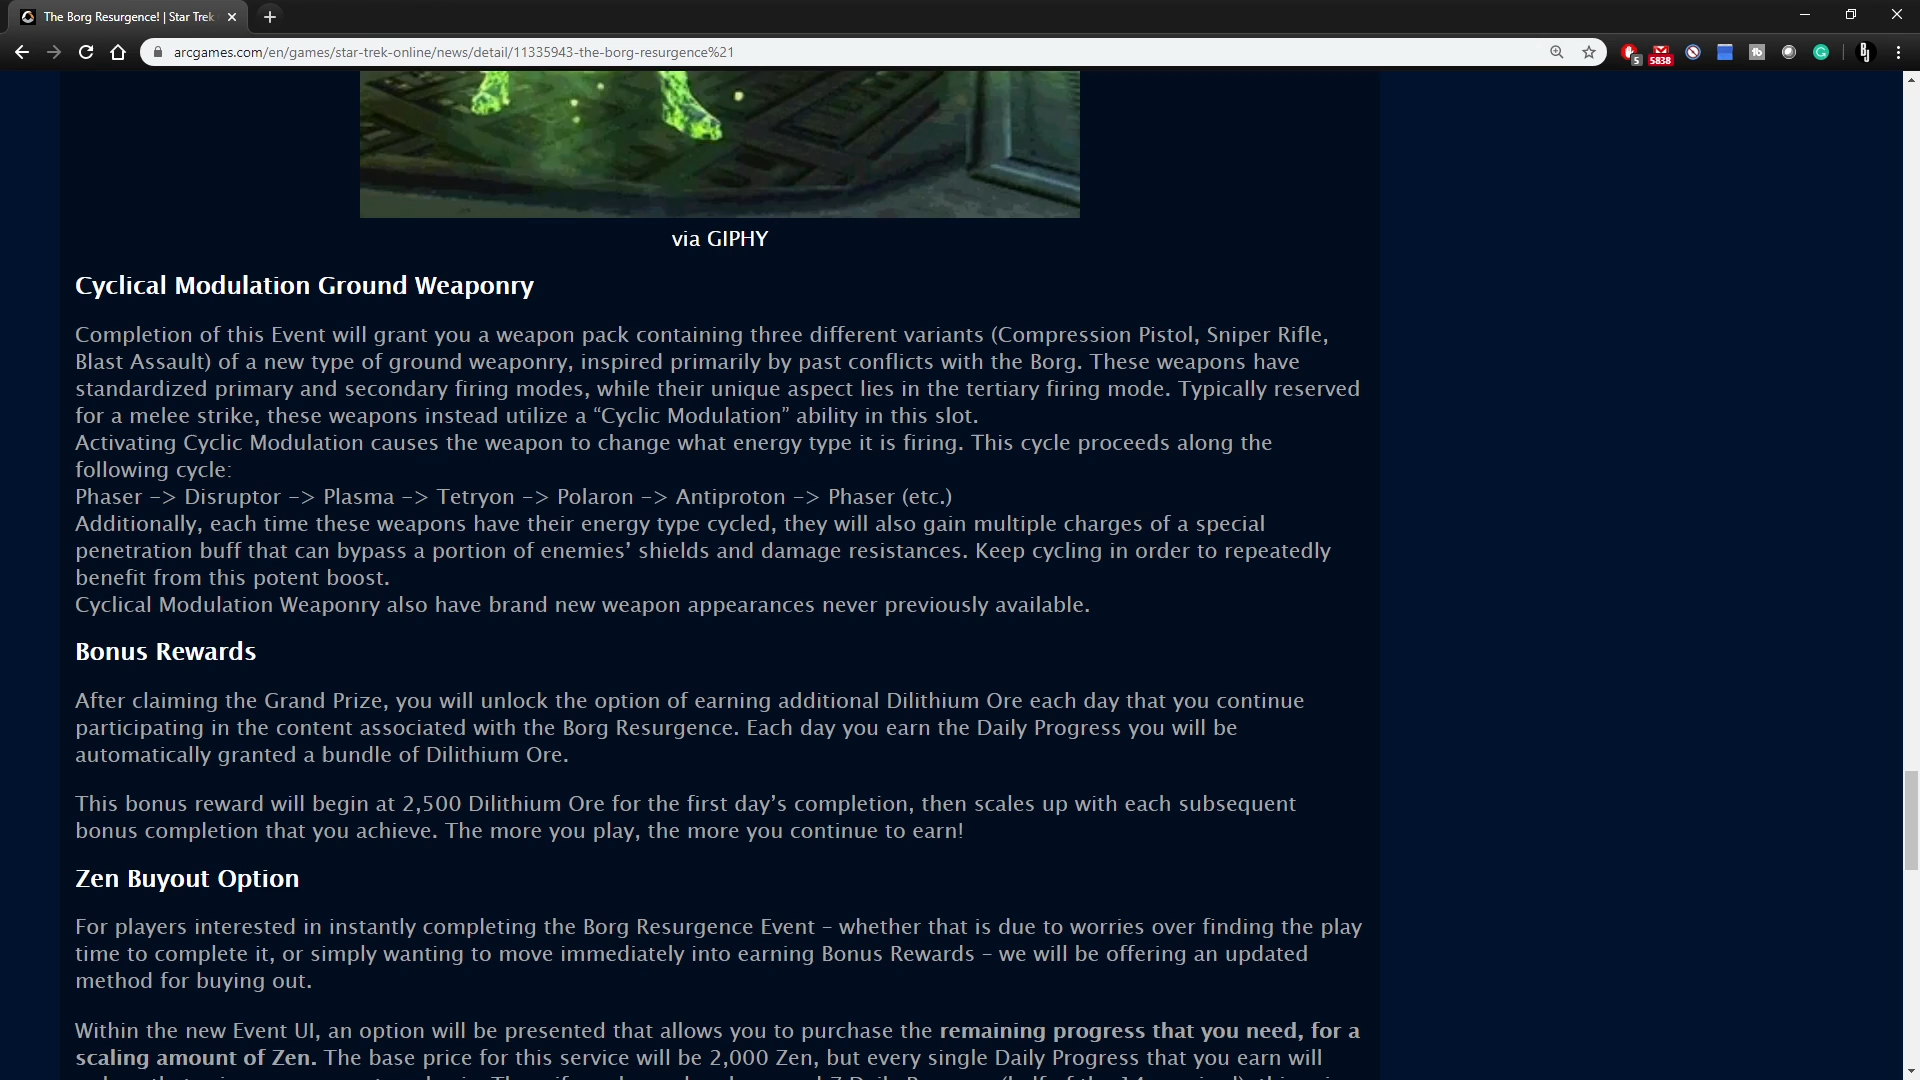 The Borg Resurgence! | Star Trek
arcgames.com/en/games/star-trek-online/news/detail/11335943-the-borg-resurgence%21
5
5838
fb
BJ
via GIPHY
Cyclical Modulation Ground Weaponry
Completion of this Event will grant you a weapon pack containing three different variants (Compression Pistol, Sniper Rifle,
Blast Assault) of a new type of ground weaponry, inspired primarily by past conflicts with the Borg. These weapons have
standardized primary and secondary firing modes, while their unique aspect lies in the tertiary firing mode. Typically reserved
for a melee strike, these weapons instead utilize a “Cyclic Modulation” ability in this slot.
Activating Cyclic Modulation causes the weapon to change what energy type it is firing. This cycle proceeds along the
following cycle:
Phaser -> Disruptor -> Plasma -> Tetryon -> Polaron -> Antiproton -> Phaser (etc.)
Additionally, each time these weapons have their energy type cycled, they will also gain multiple charges of a special
penetration buff that can bypass a portion of enemies’ shields and damage resistances. Keep cycling in order to repeatedly
benefit from this potent boost.
Cyclical Modulation Weaponry also have brand new weapon appearances never previously available.
Bonus Rewards
After claiming the Grand Prize, you will unlock the option of earning additional Dilithium Ore each day that you continue
participating in the content associated with the Borg Resurgence. Each day you earn the Daily Progress you will be
automatically granted a bundle of Dilithium Ore.
This bonus reward will begin at 2,500 Dilithium Ore for the first day’s completion, then scales up with each subsequent
bonus completion that you achieve. The more you play, the more you continue to earn!
Zen Buyout Option
For players interested in instantly completing the Borg Resurgence Event – whether that is due to worries over finding the play
time to complete it, or simply wanting to move immediately into earning Bonus Rewards – we will be offering an updated
method for buying out.
Within the new Event UI, an option will be presented that allows you to purchase the remaining progress that you need, for a
scaling amount of Zen. The base price for this service will be 2,000 Zen, but every single Daily Progress that you earn will